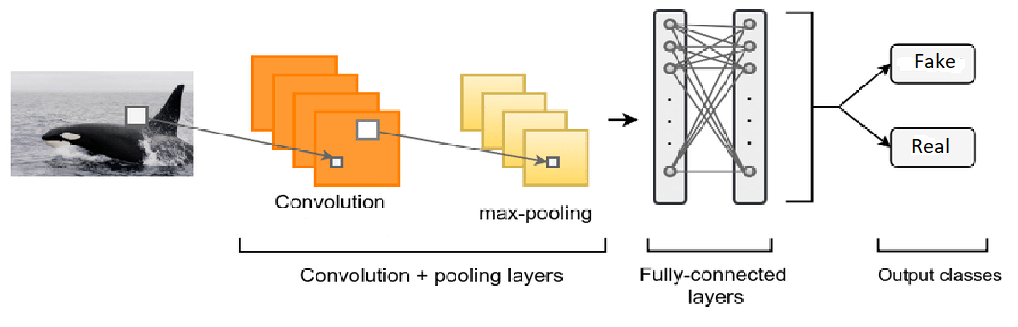 Fake
Real
Convolution
max-pooling
Convolution + pooling layers
Fully-connected
layers
Output classes